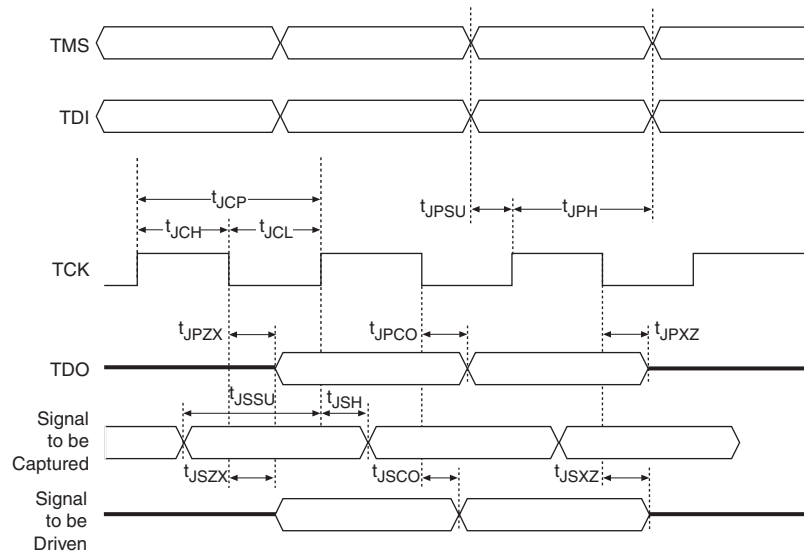 TMS
TDI
tJCP
tJPSU tJPH
tJCH tJCL
TCK
tJPZX tJPCO tJPXZ
TDO
tJSSU tJSH
Signal
to be
Captured
tJSZX tJSCO tJSXZ
Signal
to be
Driven